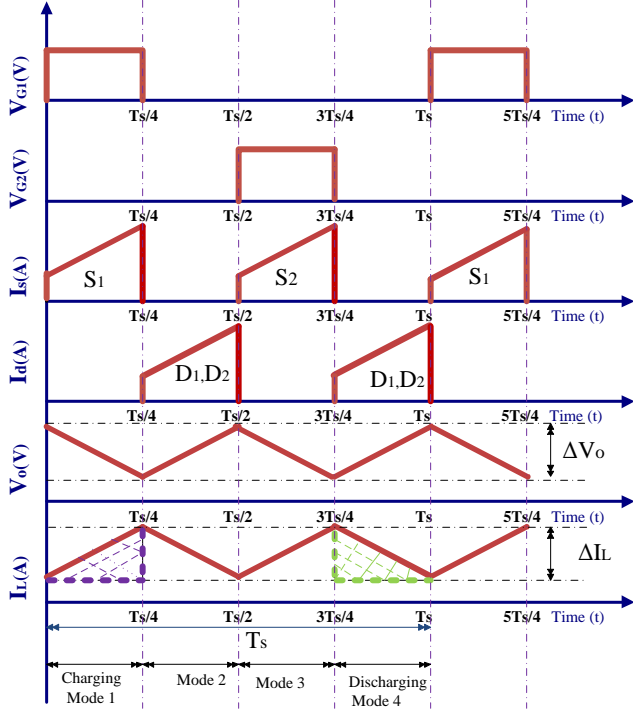 VG1(V)
Ts/4 Ts/2 3Ts/4 Ts 5Ts/4 Time (t)
VG2(V)
Ts/4 Ts/2 3Ts/4 Ts 5Ts/4 Time (t)
Is(A)
S1 S2 S1
Ts/4 Ts/2 3Ts/4 Ts 5Ts/4 Time (t)
Id(A)
D1,D2 D1,D2
Ts/4 Ts/2 3Ts/4 Ts 5Ts/4 Time (t)
Vo(V)
ΔVo
Ts/4 Ts/2 3Ts/4 Ts 5Ts/4 Time (t)
IL(A)
ΔIL
Ts/4 Ts/2 3Ts/4 Ts 5Ts/4 Time (t)
Ts
Charging
Mode 1
Mode 2
Mode 3
Discharging
Mode 4